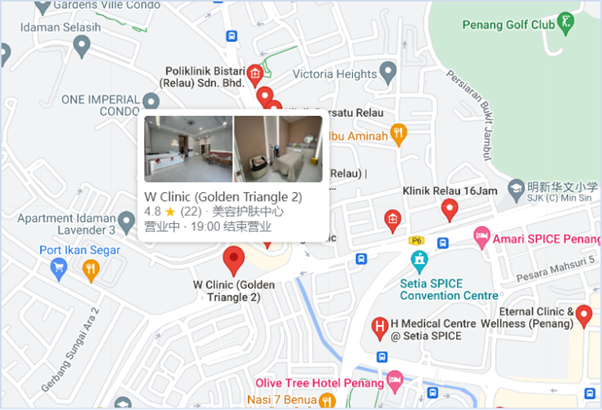 Gardens Ville Condo
Idaman Selasih
Penang Golf Club
Poliklinik Bistari
(Relau) Sdn. Bhd.
Victoria Heights
Persiaran Bukit Jambul
ONE IMPERIAL
CONDO
Bersatu Relau
Ibu Aminah
W Clinic (Golden Triangle 2)
4.8 ★ (22) · 美容护肤中心
营业中 · 19:00 结束营业
Relau) |
Klinik Relau 16Jam
明新华文小学
SJK (C) Min Sin
Apartment Idaman
Lavender 3
P6
Amari SPICE Penang
Port Ikan Segar
W Clinic (Golden
Triangle 2)
Setia SPICE
Convention Centre
Pesara Mahsuri 5
Gerbang Sungai Ara 2
H Medical Centre
@ Setia SPICE
Eternal Clinic &
Wellness (Penang)
Olive Tree Hotel Penang
Nasi 7 Benua